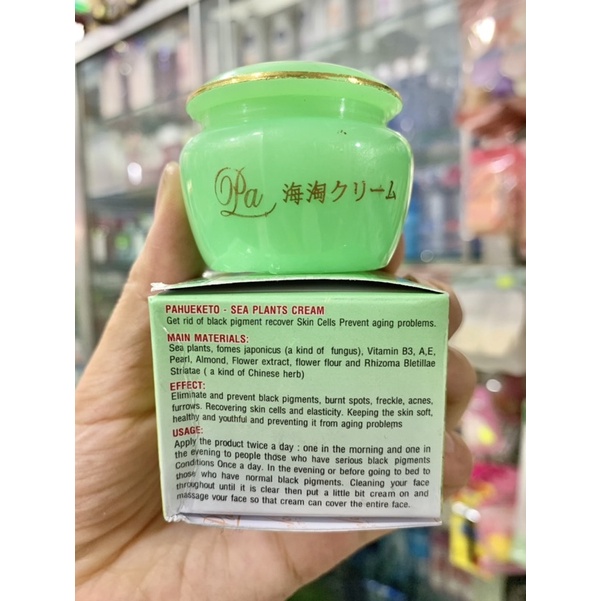 Pa 海淘クリーム
PAHUEKETO - SEA PLANTS CREAM
Get rid of black pigment recover Skin Cells Prevent aging problems.
MAIN MATERIALS:
Sea plants, fomes japonicus (a kind of fungus), Vitamin B3, A,E,
Pearl, Almond, Flower extract, flower flour and Rhizoma Bletillae
Striatae ( a kind of Chinese herb)
EFFECT:
Eliminate and prevent black pigments, burnt spots, freckle, acnes,
furrows. Recovering skin cells and elasticity. Keeping the skin soft,
healthy and youthful and preventing it from aging problems
USAGE:
Apply the product twice a day : one in the morning and one in
the evening to people those who have serious black pigments
Conditions Once a day. In the evening or before going to bed to
those who have normal black pigments. Cleaning your face
throughout until it is clear then put a little bit cream on and
massage your face so that cream can cover the entire face.